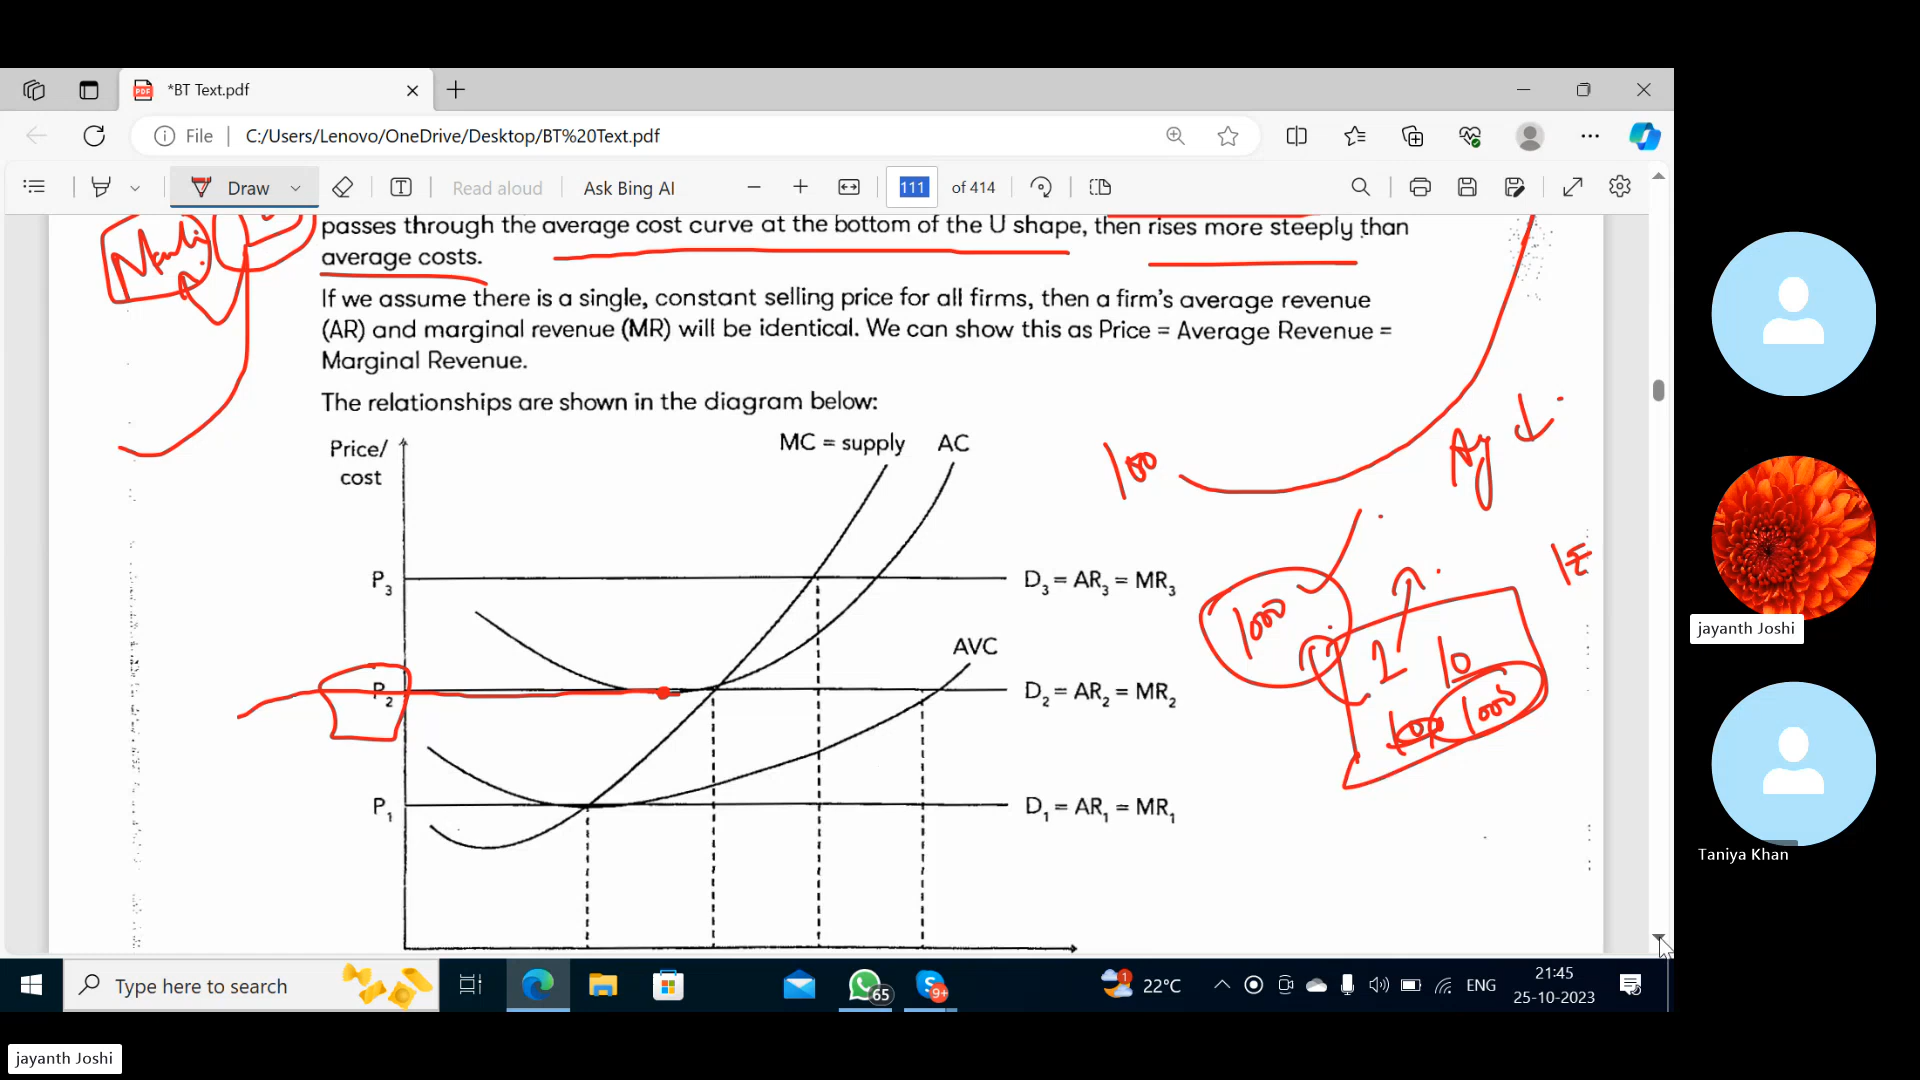 *BT Text.pdf
File
C:/Users/Lenovo/OneDrive/Desktop/BT%20Text.pdf
Draw
Read aloud
Ask Bing AI
111 of 414
passes through the average cost curve at the bottom of the U shape, then rises more steeply than
average costs.
If we assume there is a single, constant selling price for all firms, then a firm's average revenue
(AR) and marginal revenue (MR) will be identical. We can show this as Price = Average Revenue =
Marginal Revenue.
The relationships are shown in the diagram below:
Price/
cost
MC = supply
AC
100
P₃
D₃ = AR₃ = MR₃
1000
10
1000
AVC
P₂
D₂ = AR₂ = MR₂
P₁
D₁ = AR₁ = MR₁
jayanth Joshi
Taniya Khan
Type here to search
65
9+
1
22°C
ENG
21:45
25-10-2023
jayanth Joshi